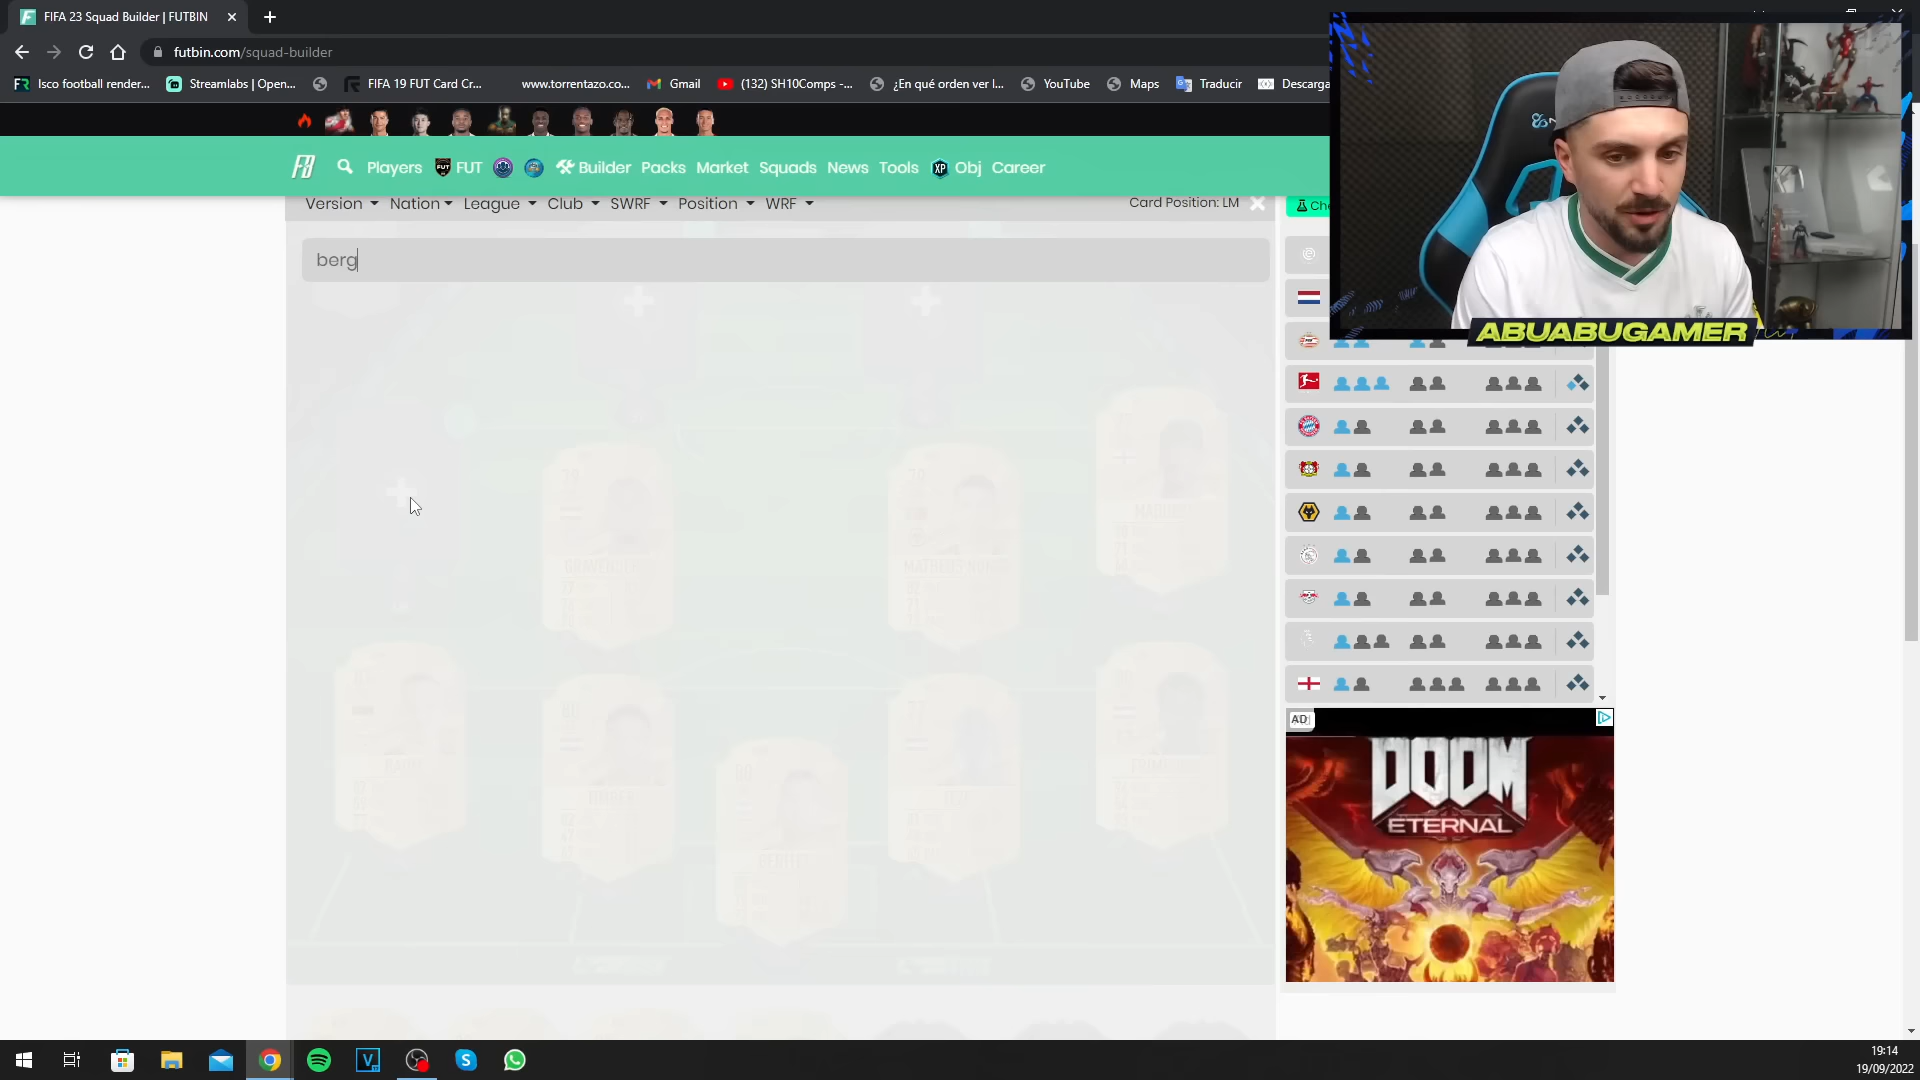 FIFA 23 Squad Builder | FUTBIN
futbin.com/squad-builder
Isco football render...
Streamlabs | Open...
FIFA 19 FUT Card Cr...
www.torrentazo.co...
Gmail
(132) SH10Comps -...
¿En qué orden ver l...
YouTube
Maps
Traducir
Descarga
Players
FUT
Builder
Packs
Market
Squads
News
Tools
XP
Obj
Career
Version
Nation
League
Club
SWRF
Position
WRF
Card Position: LM
berg
ABUABUGAMER
AD
DOOM
ETERNAL
19:14
19/09/2022